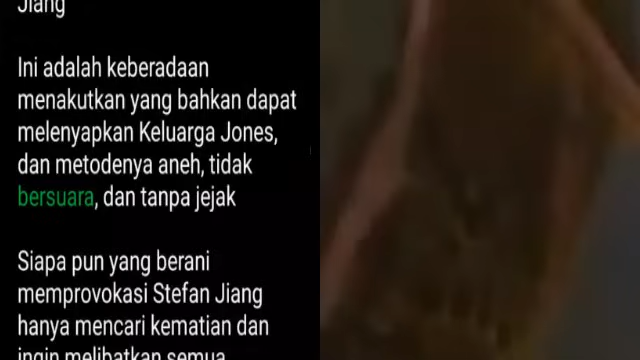 Jiang
Ini adalah keberadaan
menakutkan yang bahkan dapat
melenyapkan Keluarga Jones,
dan metodenya aneh, tidak
bersuara, dan tanpa jejak
Siapa pun yang berani
memprovokasi Stefan Jiang
hanya mencari kematian dan
ingin melibatkan semua